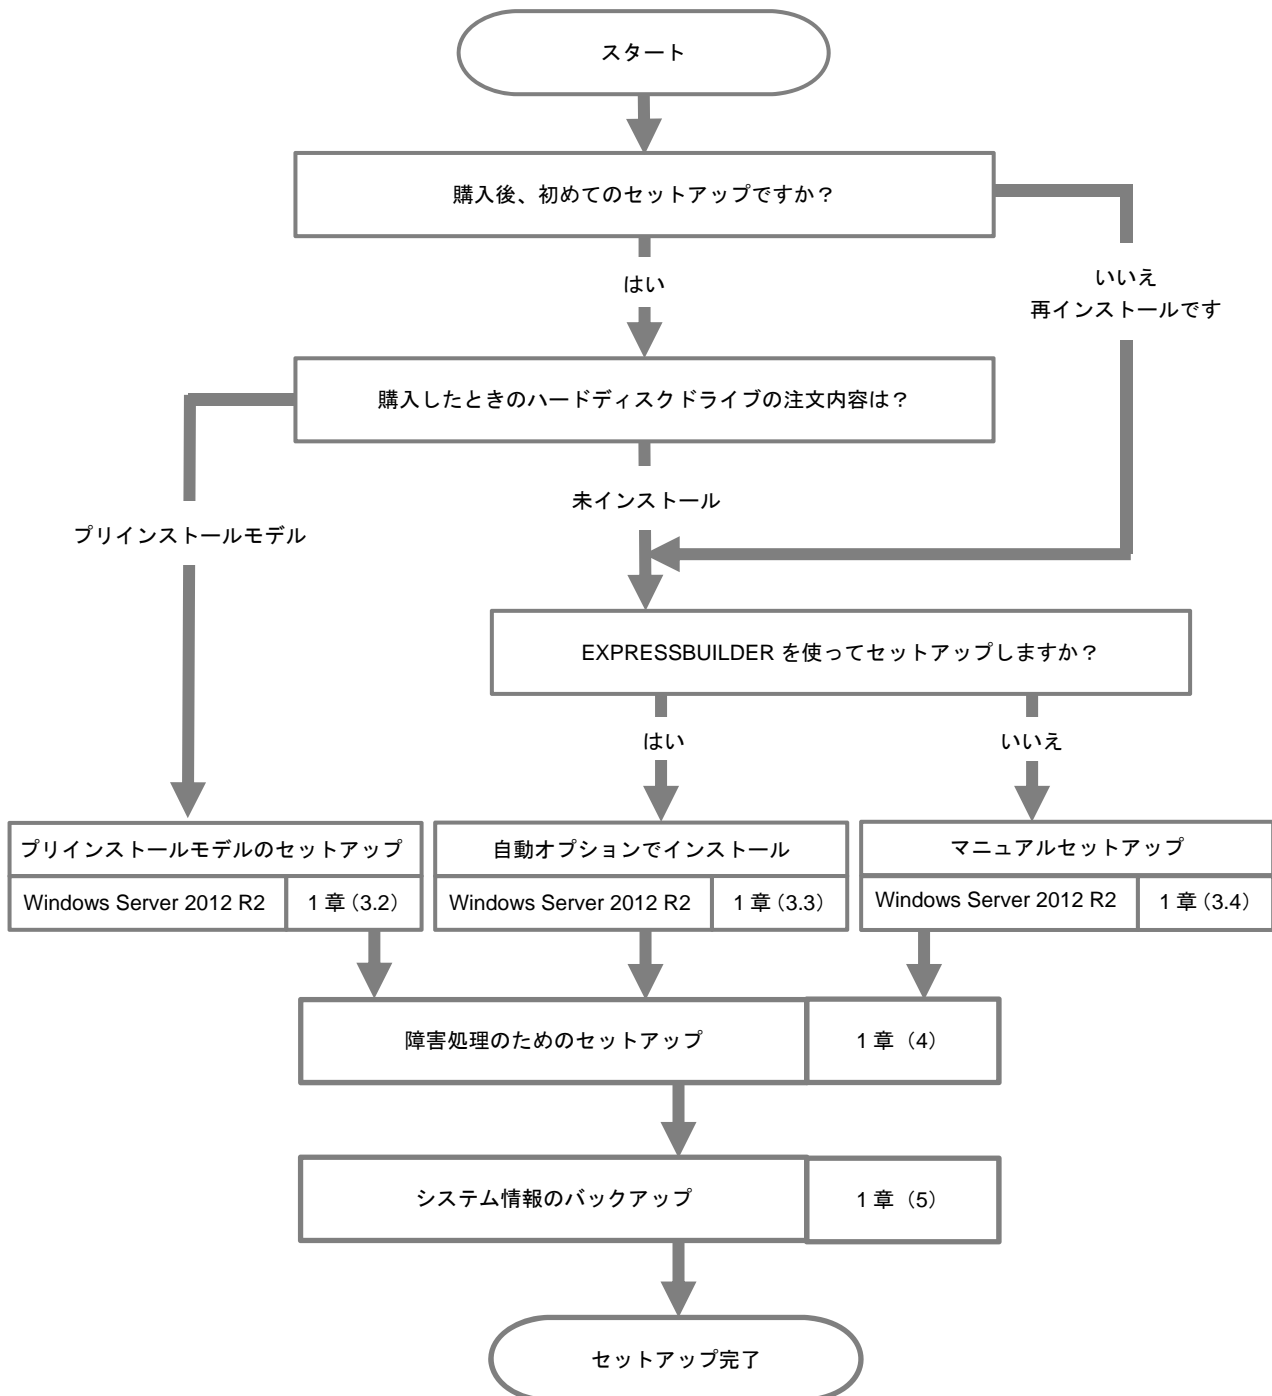 スタート
購入後、初めてのセットアップですか？
はい
いいえ
再インストールです
購入したときのハードディスクドライブの注文内容は？
未インストール
プリインストールモデル
EXPRESSBUILDER を使ってセットアップしますか？
はい
いいえ
プリインストールモデルのセットアップ
Windows Server 2012 R2
1 章（3.2）
自動オプションでインストール
Windows Server 2012 R2
1 章（3.3）
マニュアルセットアップ
Windows Server 2012 R2
1 章（3.4）
障害処理のためのセットアップ
1 章（4）
システム情報のバックアップ
1 章（5）
セットアップ完了